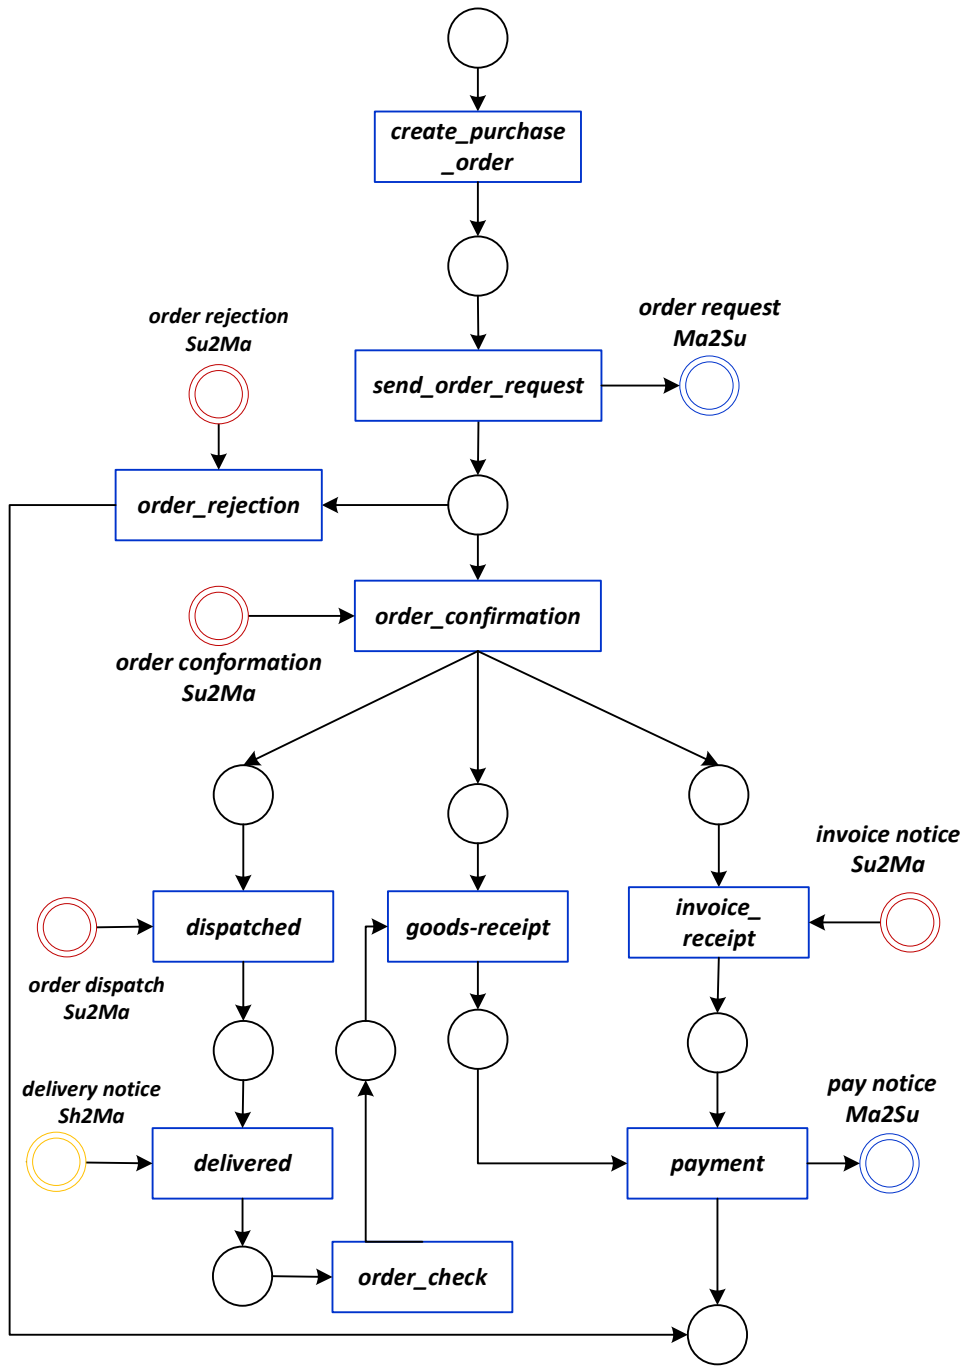 create_purchase
_order
order request
Ma2Su
order rejection
Su2Ma
send_order_request
order_rejection
order_confirmation
order conformation
Su2Ma
invoice notice
Su2Ma
dispatched
goods-receipt
invoice_
receipt
order dispatch
Su2Ma
delivery notice
Sh2Ma
pay notice
Ma2Su
delivered
payment
order_check